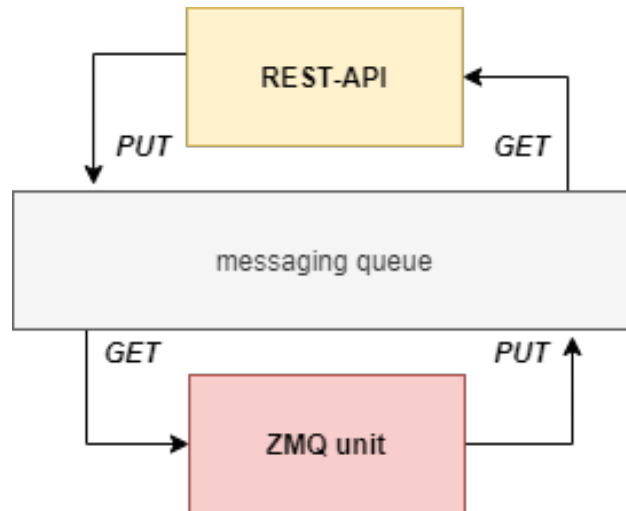 REST-API
PUT
GET
messaging queue
GET
PUT
ZMQ unit